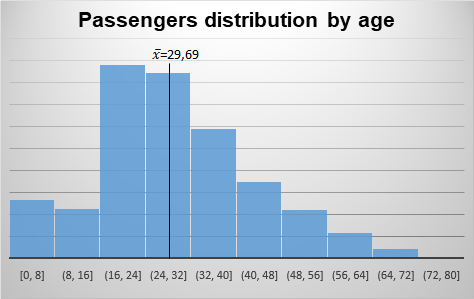 Passengers distribution by age
x̄=29,69
[0, 8] (8, 16] (16, 24] (24, 32] (32, 40] (40, 48] (48, 56] (56, 64] (64, 72] (72, 80]